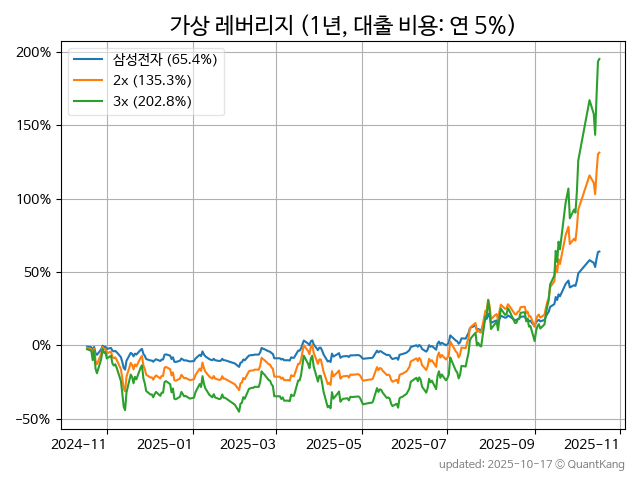 가상 레버리지 (1년, 대출 비용: 연 5%)
삼성전자 (65.4%)
2x (135.3%)
3x (202.8%)
200%
150%
100%
50%
0%
−50%
2024-11 2025-01 2025-03 2025-05 2025-07 2025-09 2025-11
updated: 2025-10-17 © QuantKang